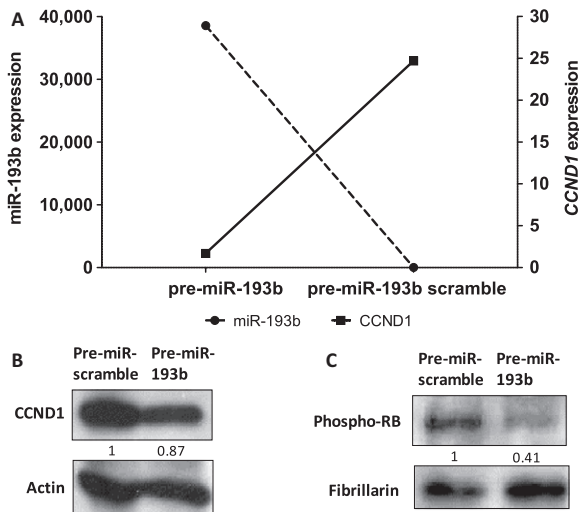 A
40,000
30,000
20,000
10,000
0
miR-193b expression
30
25
20
15
10
5
0
CCND1 expression
pre-miR-193b pre-miR-193b scramble
miR-193b CCND1
B
Pre-miR- Pre-miR-
scramble 193b
CCND1
1 0.87
Actin
C
Pre-miR- Pre-miR-
scramble 193b
Phospho-RB
1 0.41
Fibrillarin